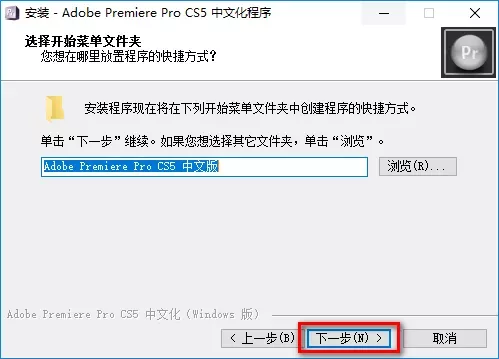 安装 - Adobe Premiere Pro CS5 中文化程序
选择开始菜单文件夹
您想在哪里放置程序的快捷方式？
Pr
安装程序现在将在下列开始菜单文件夹中创建程序的快捷方式。
单击“下一步”继续。如果您想选择其它文件夹，单击“浏览”。
Adobe Premiere Pro CS5 中文版
浏览(R)...
Adobe Premiere Pro CS5 中文化（Windows 版）
< 上一步(B)
下一步(N) >
取消